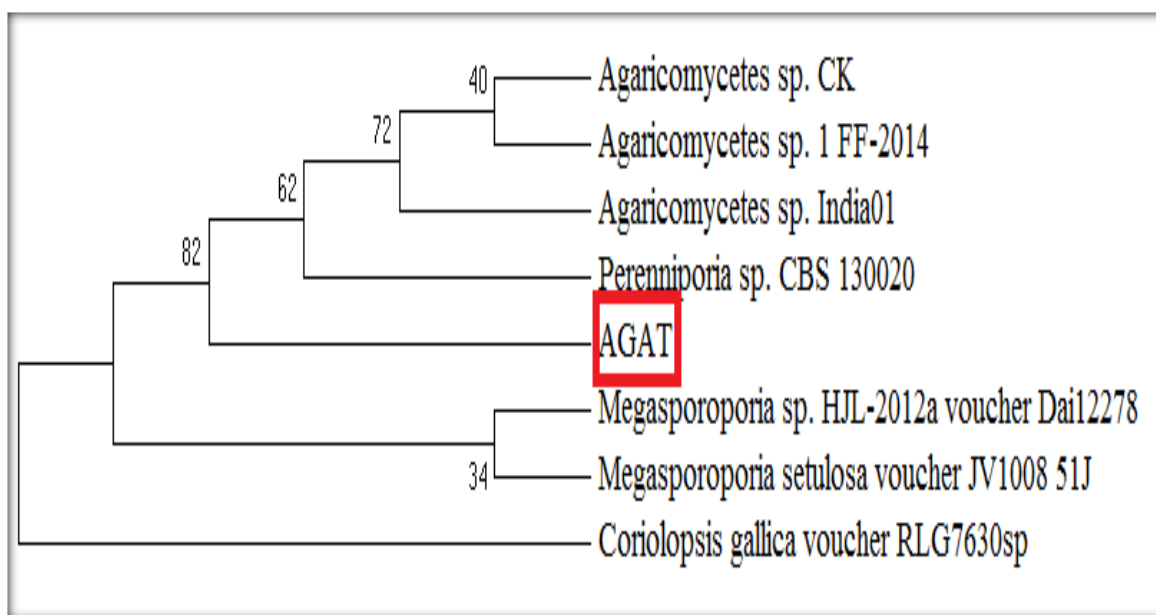 40
Agaricomycetes sp. CK
72
Agaricomycetes sp. 1 FF-2014
62
Agaricomycetes sp. India01
82
Perenniporia sp. CBS 130020
AGAT
Megasporoporia sp. HJL-2012a voucher Dai12278
34
Megasporoporia setulosa voucher JV1008 51J
Coriolopsis gallica voucher RLG7630sp